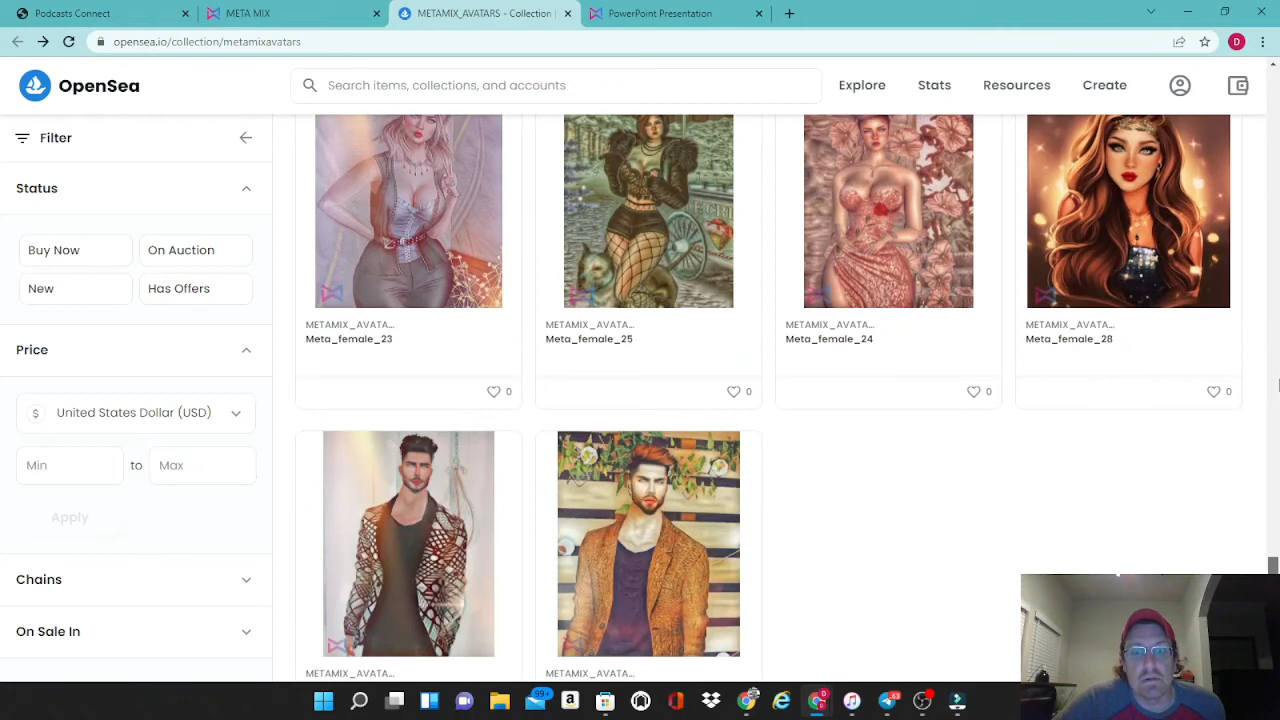 Podcasts Connect
META MIX
METAMIX_AVATARS - Collection
PowerPoint Presentation
opensea.io/collection/metamixavatars
D
OpenSea
Search items, collections, and accounts
Explore
Stats
Resources
Create
Filter
Status
Buy Now
On Auction
New
Has Offers
Price
$ United States Dollar (USD)
Min
to
Max
Apply
Chains
On Sale In
METAMIX_AVATA...
Meta_female_23
0
METAMIX_AVATA...
Meta_female_25
0
METAMIX_AVATA...
Meta_female_24
0
METAMIX_AVATA...
Meta_female_28
0
METAMIX_AVATA...
METAMIX_AVATA...
99+